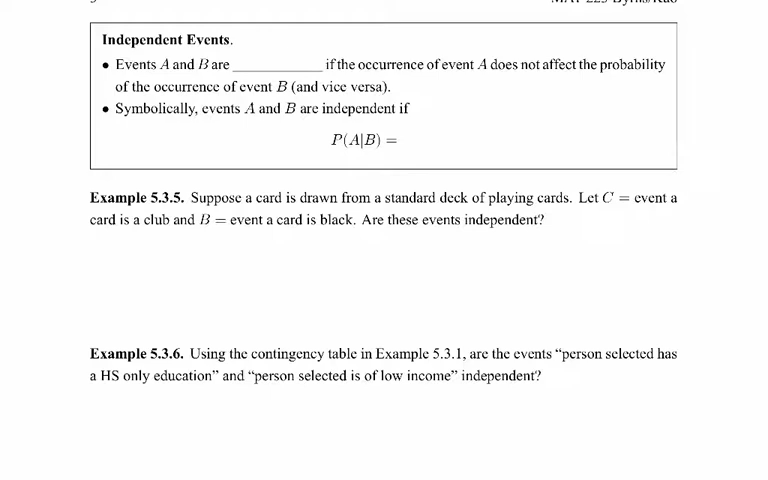 Independent Events.
• Events A and B are ____________ if the occurrence of event A does not affect the probability
of the occurrence of event B (and vice versa).
• Symbolically, events A and B are independent if
P(A|B) =
Example 5.3.5. Suppose a card is drawn from a standard deck of playing cards. Let C = event a
card is a club and B = event a card is black. Are these events independent?
Example 5.3.6. Using the contingency table in Example 5.3.1, are the events “person selected has
a HS only education” and “person selected is of low income” independent?